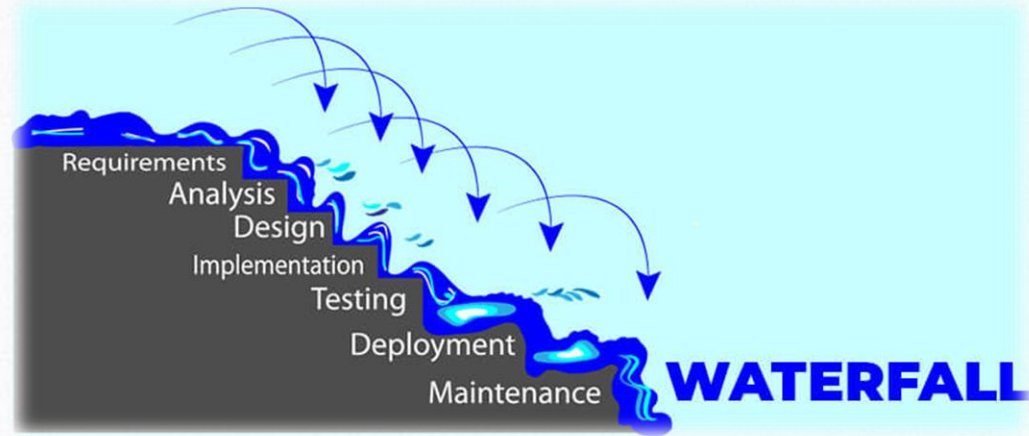 Requirements
Analysis
Design
Implementation
Testing
Deployment
Maintenance
WATERFALL